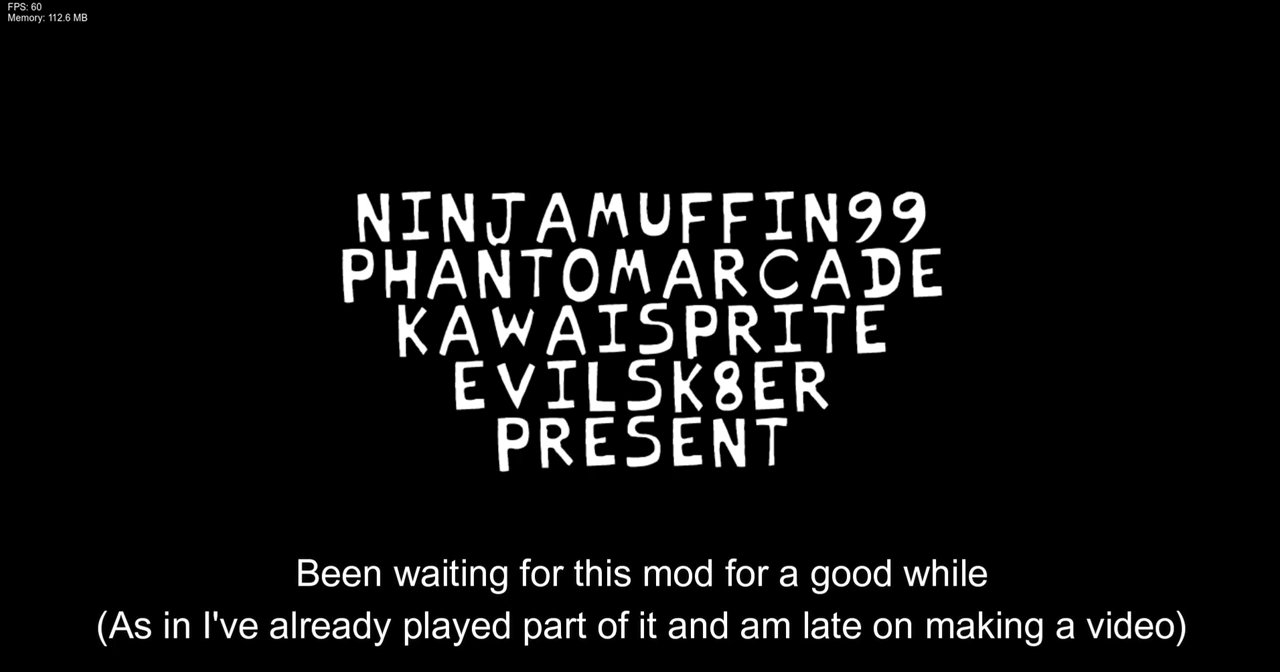 FPS: 60
Memory: 112.6 MB
NINJAMUFFIN99
PHANTOMARCADE
KAWAISPRITE
EVILSK8ER
PRESENT
Been waiting for this mod for a good while
(As in I've already played part of it and am late on making a video)